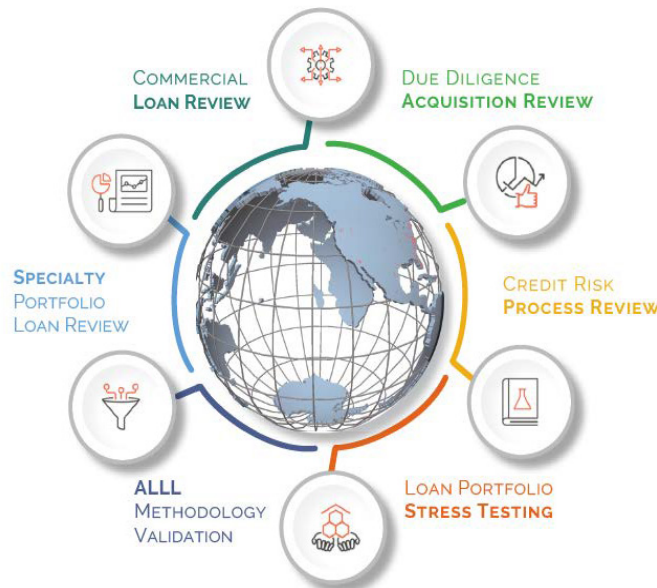 COMMERCIAL
LOAN REVIEW
DUE DILIGENCE
ACQUISITION REVIEW
SPECIALTY
PORTFOLIO
LOAN REVIEW
CREDIT RISK
PROCESS REVIEW
ALLL
METHODOLOGY
VALIDATION
LOAN PORTFOLIO
STRESS TESTING